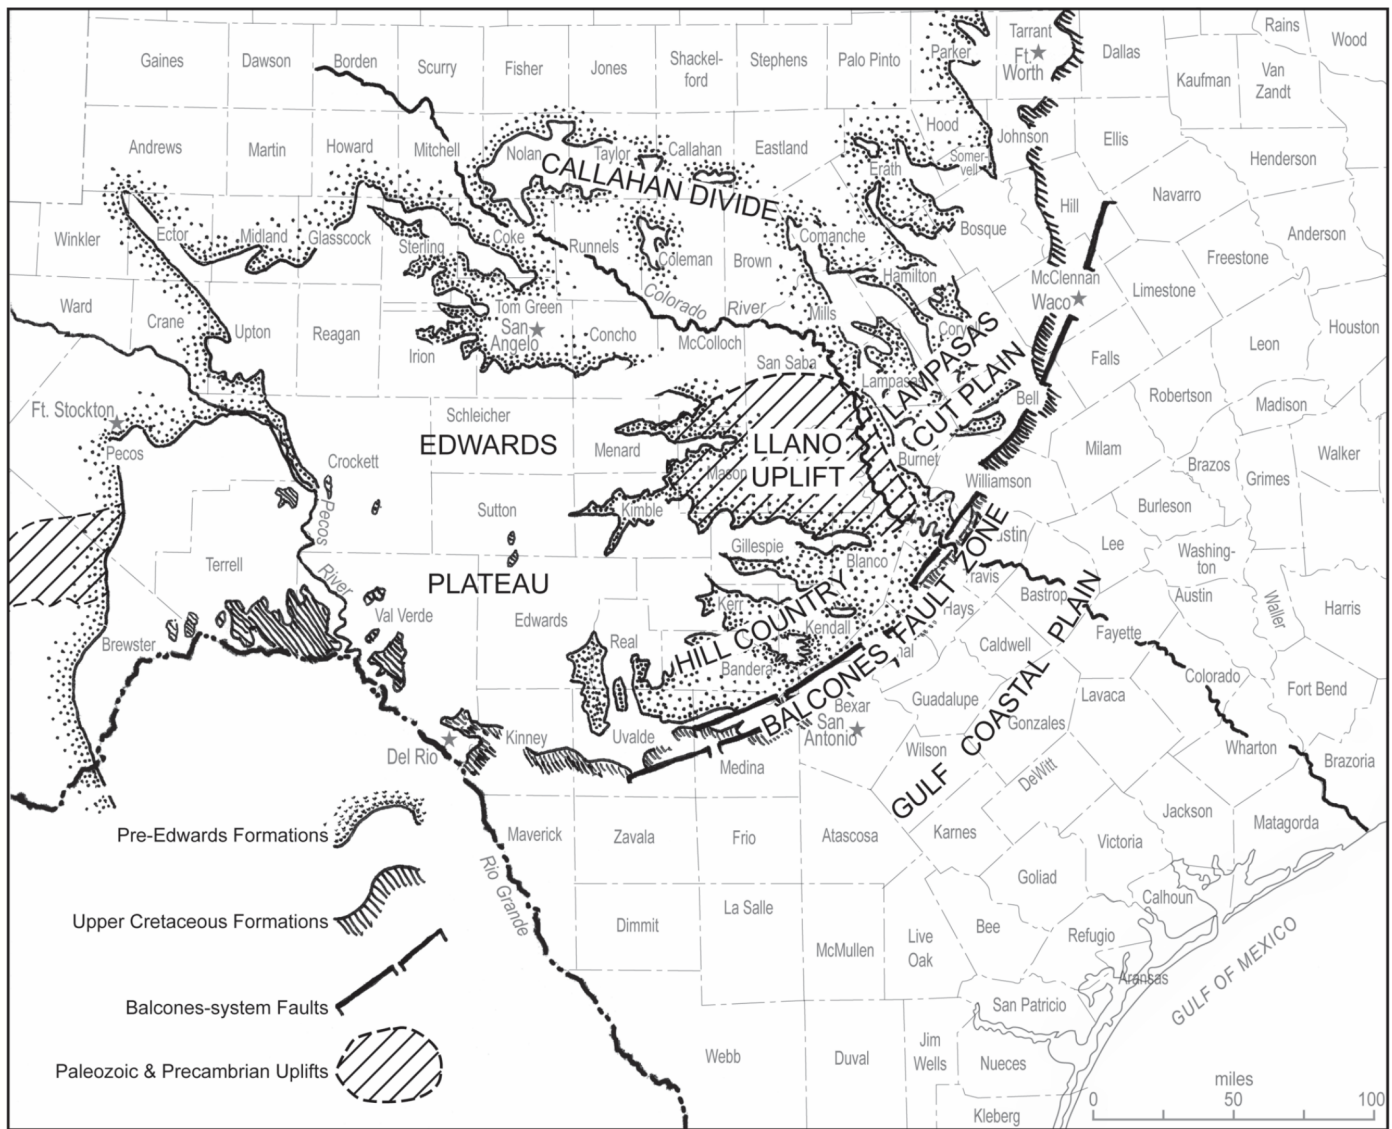 Gaines
Dawson
Borden
Scurry
Fisher
Jones
Shackel-
ford
Stephens
Palo Pinto
Parker
Tarrant
Ft.
Worth
Dallas
Kaufman
Rains
Van
Zandt
Wood
Andrews
Martin
Howard
Mitchell
Nolan
Taylor
Callahan
Eastland
Erath
Hood
Somer-
vell
Johnson
Ellis
Henderson
Navarro
CALLAHAN DIVIDE
Winkler
Ector
Midland
Glasscock
Sterling
Coke
Runnels
Coleman
Brown
Comanche
Hamilton
Bosque
Hill
Freestone
Anderson
Ward
Crane
Upton
Reagan
Irion
Tom Green
San
Angelo
Concho
Colorado River
McColloch
San Saba
Mills
Lampasas
McClennan
Waco
Limestone
Falls
Leon
Houston
LAMPASAS
CUT PLAIN
Bell
Robertson
Madison
Ft. Stockton
Pecos
Crockett
Schleicher
EDWARDS
Menard
Mason
LLANO
UPLIFT
Burnet
Williamson
Milam
Brazos
Grimes
Walker
Burleson
Pecos River
Sutton
Kimble
Gillespie
Blanco
Travis
Lee
Washing-
ton
Austin
Waller
Harris
Terrell
PLATEAU
Val Verde
Edwards
Real
Kerr
Kendall
Bandera
HILL COUNTRY
Hays
Bastrop
Fayette
Caldwell
Brewster
BALCONES FAULT ZONE
GULF COASTAL PLAIN
Guadalupe
Gonzales
Lavaca
Colorado
Fort Bend
Del Rio
Kinney
Uvalde
Medina
Bexar
San
Antonio
Wilson
DeWitt
Wharton
Brazoria
Pre-Edwards Formations
Maverick
Zavala
Frio
Atascosa
Karnes
Victoria
Jackson
Matagorda
Rio Grande
Upper Cretaceous Formations
Dimmit
La Salle
McMullen
Live
Oak
Bee
Goliad
Refugio
Calhoun
Aransas
GULF OF MEXICO
Balcones-system Faults
San Patricio
Paleozoic & Precambrian Uplifts
Webb
Duval
Jim
Wells
Nueces
Kleberg
miles
0 50 100